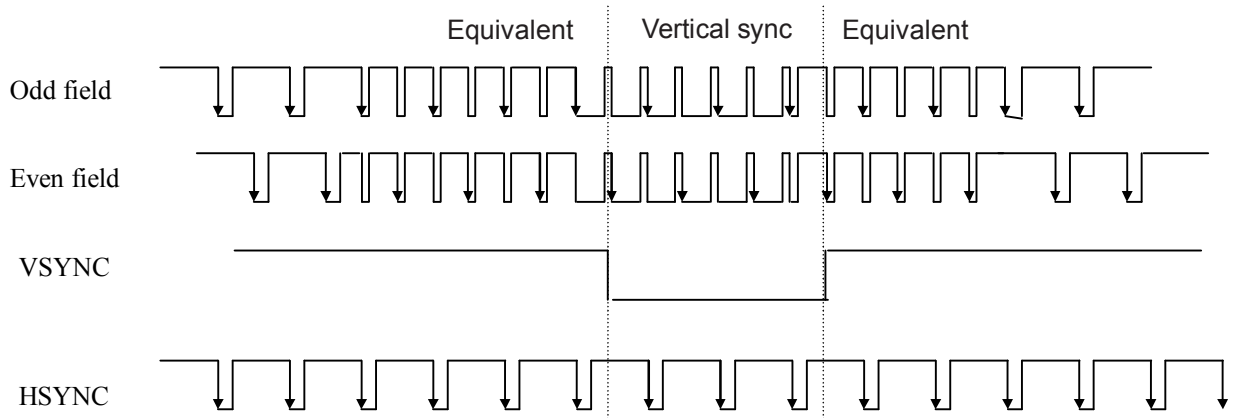 Equivalent Vertical sync Equivalent
Odd field
Even field
VSYNC
HSYNC